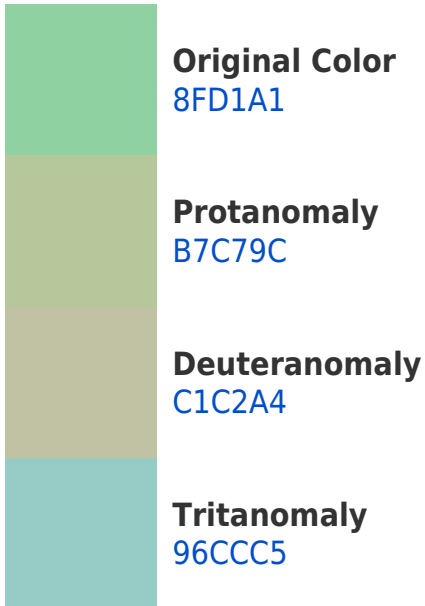 Original Color
8FD1A1
Protanomaly
B7C79C
Deuteranomaly
C1C2A4
Tritanomaly
96CCC5